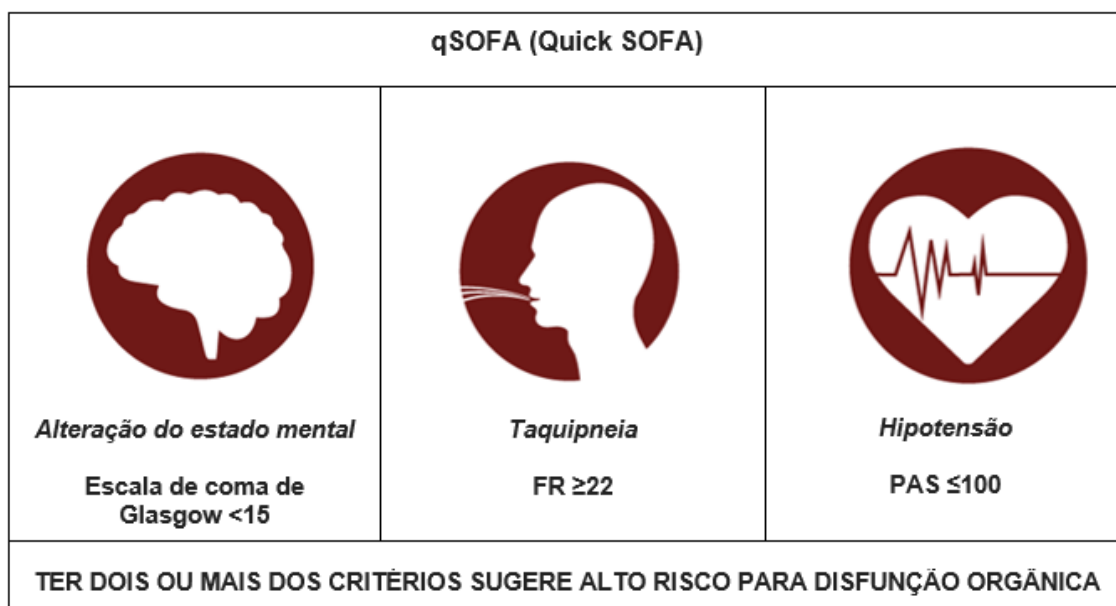 qSOFA (Quick SOFA)
Alteração do estado mental
Escala de coma de
Glasgow <15
Taquipneia
FR ≥22
Hipotensão
PAS ≤100
TER DOIS OU MAIS DOS CRITÉRIOS SUGERE ALTO RISCO PARA DISFUNÇÃO ORGÂNICA